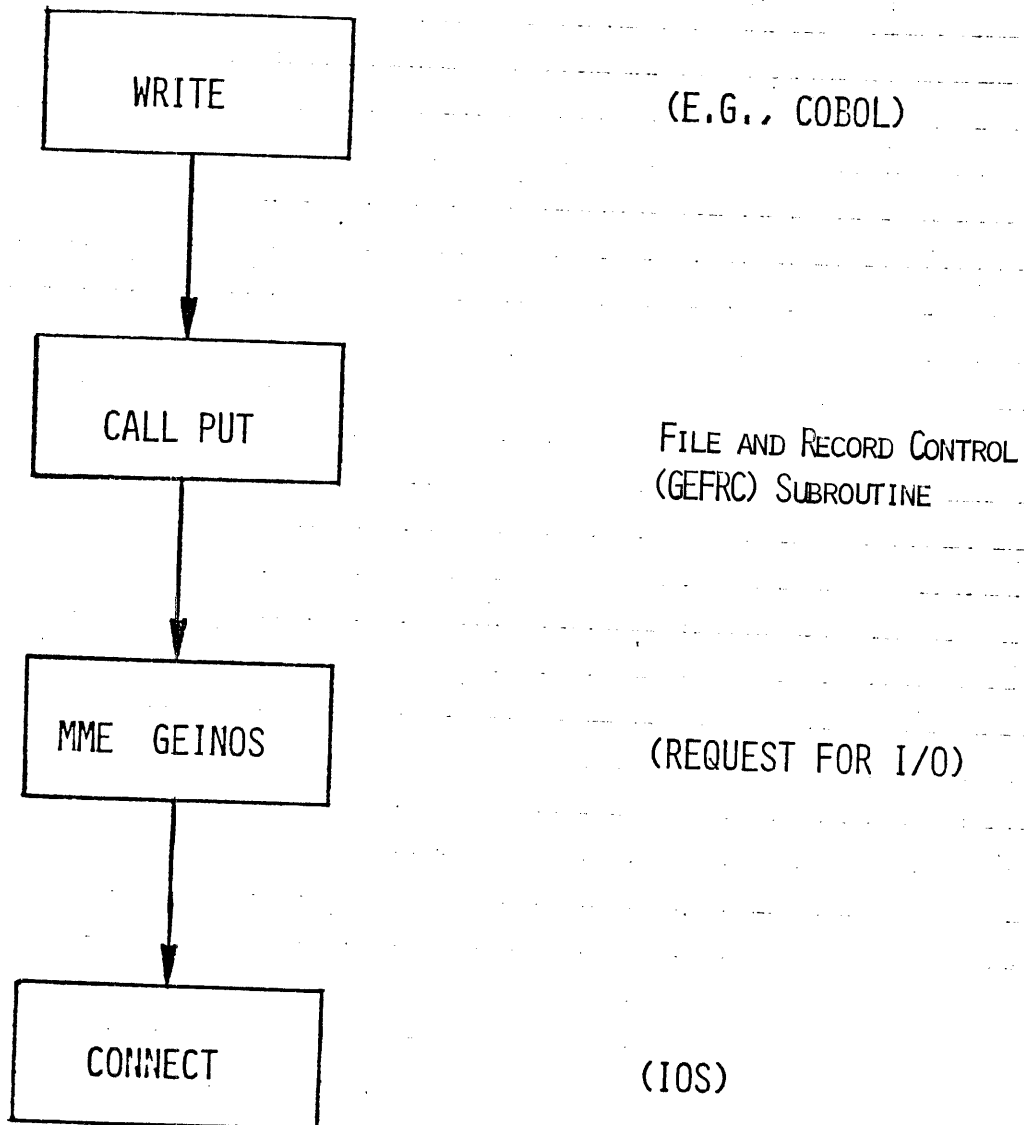 WRITE
(E.G., COBOL)
CALL PUT
FILE AND RECORD CONTROL
(GEFRC) SUBROUTINE
MME GEINOS
(REQUEST FOR I/O)
CONNECT
(IOS)